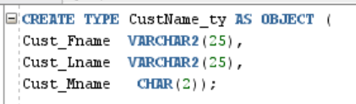 CREATE TYPE CustName_ty AS OBJECT (
Cust_Fname VARCHAR2(25),
Cust_Lname VARCHAR2(25),
Cust_Mname CHAR(2));